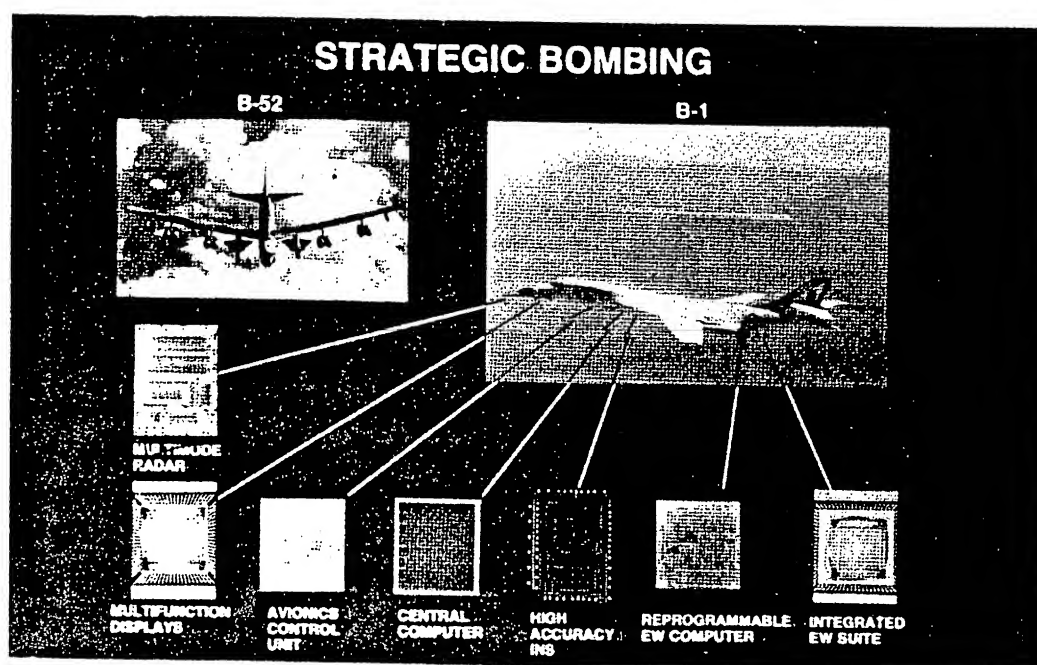 STRATEGIC BOMBING
B-52
B-1
MULTIMODE
RADAR
MULTIFUNCTION
DISPLAYS
AVIONICS
CONTROL
UNIT
CENTRAL
COMPUTER
HIGH
ACCURACY
INS
REPROGRAMMABLE
EW COMPUTER
INTEGRATED
EW SUITE